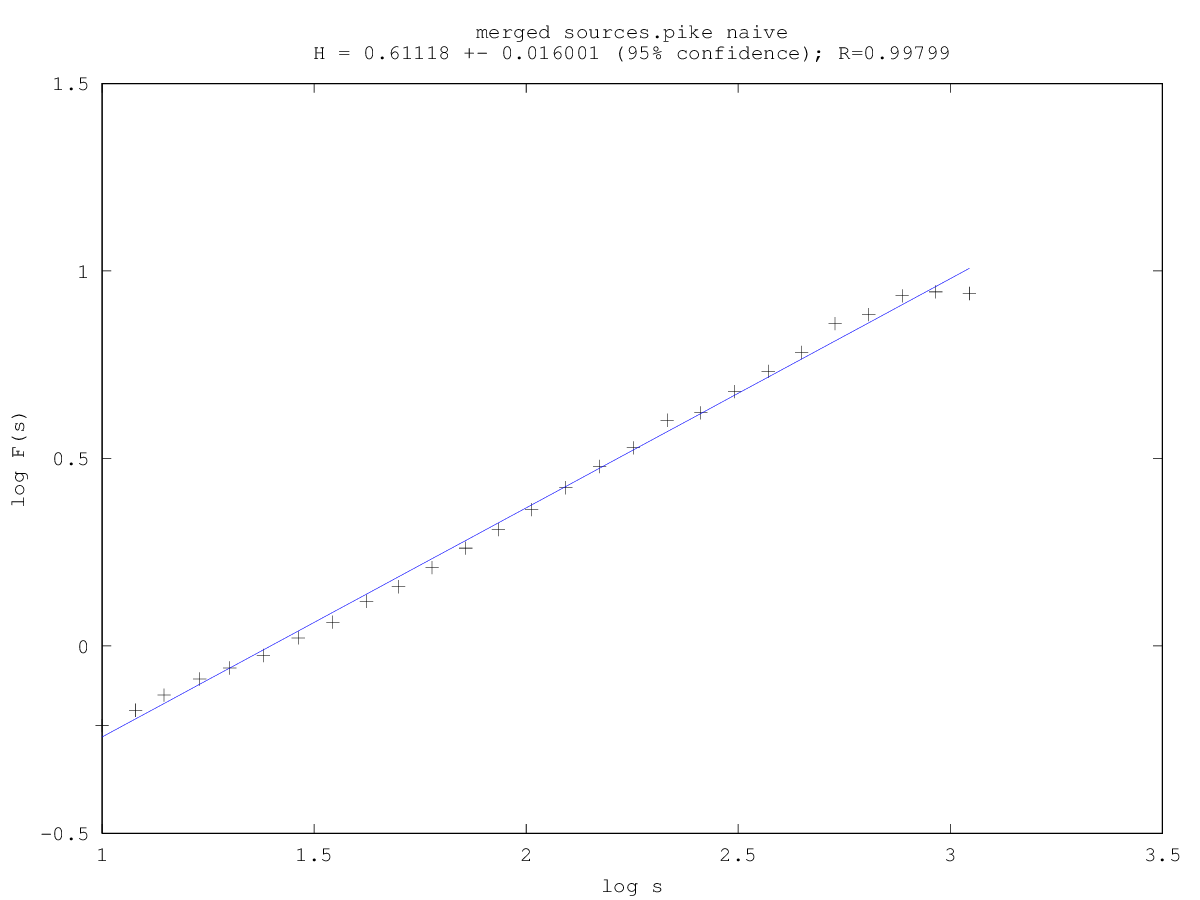 merged sources.pike naive
H = 0.61118 +- 0.016001 (95% confidence); R=0.99799
1.5
1
0.5
0
-0.5
log F(s)
1 1.5 2 2.5 3 3.5
log s